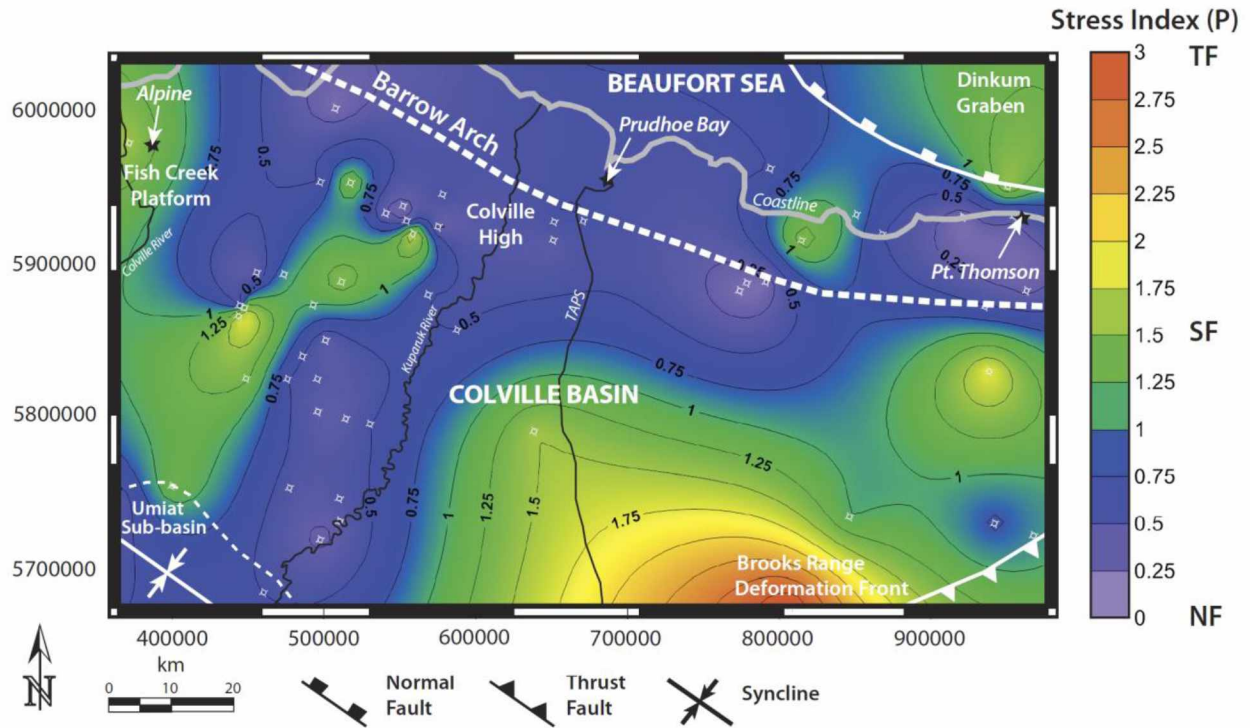 Stress Index (P)
3 TF
2.75
2.5
2.25
2
1.75
1.5 SF
1.25
1
0.75
0.5
0.25
0 NF
6000000
5900000
5800000
5700000
400000 500000 600000 700000 800000 900000
BEAUFORT SEA
Dinkum
Graben
Alpine
Barrow Arch
Prudhoe Bay
Fish Creek
Platform
Colville
High
Coastline
Pt. Thomson
Colville River
Kuparuk River
TAPS
COLVILLE BASIN
Umiat
Sub-basin
Brooks Range
Deformation Front
0.75
0.5
0.75
0.5
1
1
1.25
0.75
0.5
0.5
0.75
1
1.25
1.5
1.75
0.75
1
1.25
1
0.75
1
0.5
1
0.75
0.5
N
km
0 10 20
Normal
Fault
Thrust
Fault
Syncline